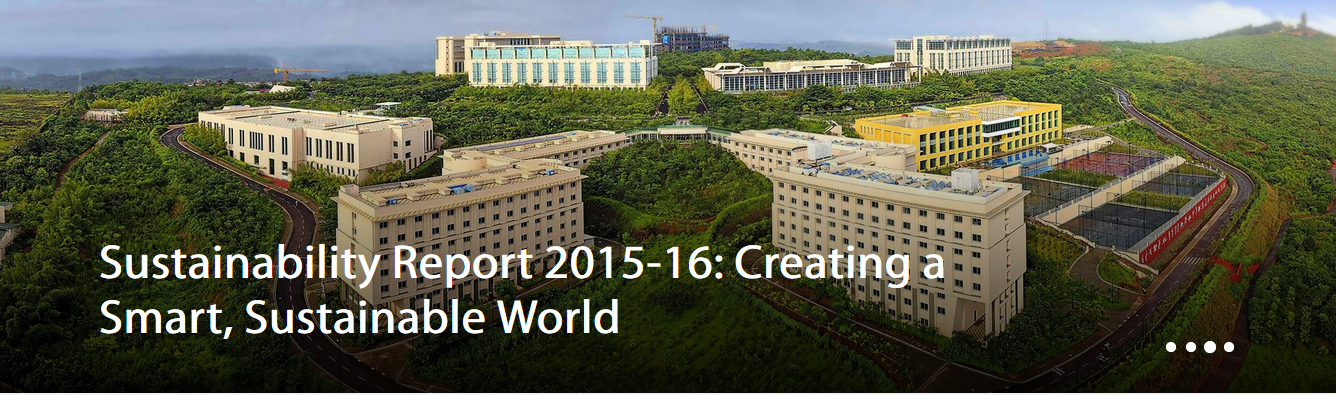 Sustainability Report 2015-16: Creating a
Smart, Sustainable World